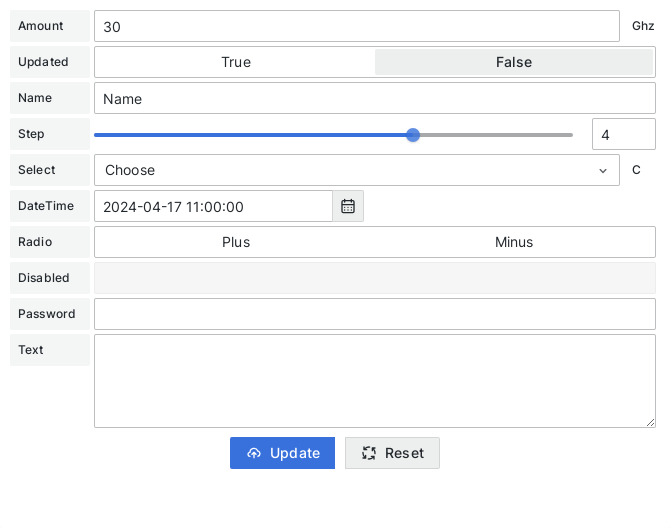 Amount 30 Ghz
Updated True False
Name Name
Step 4
Select Choose C
DateTime 2024-04-17 11:00:00
Radio Plus Minus
Disabled
Password
Text
Update Reset